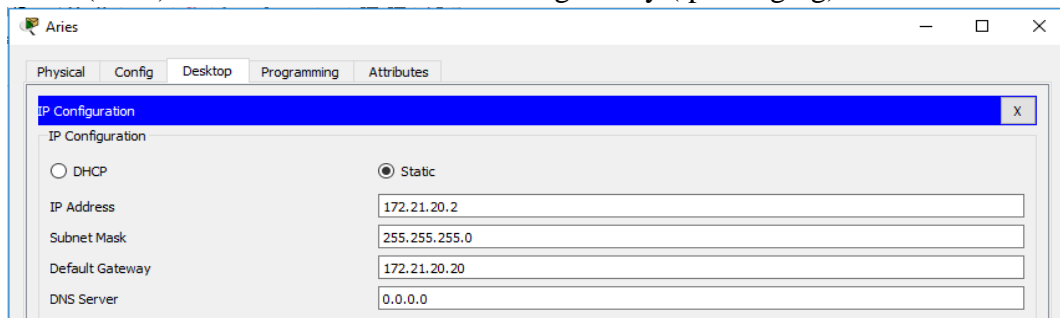 Aries
Physical Config Desktop Programming Attributes
IP Configuration X
IP Configuration
DHCP Static
IP Address 172.21.20.2
Subnet Mask 255.255.255.0
Default Gateway 172.21.20.20
DNS Server 0.0.0.0